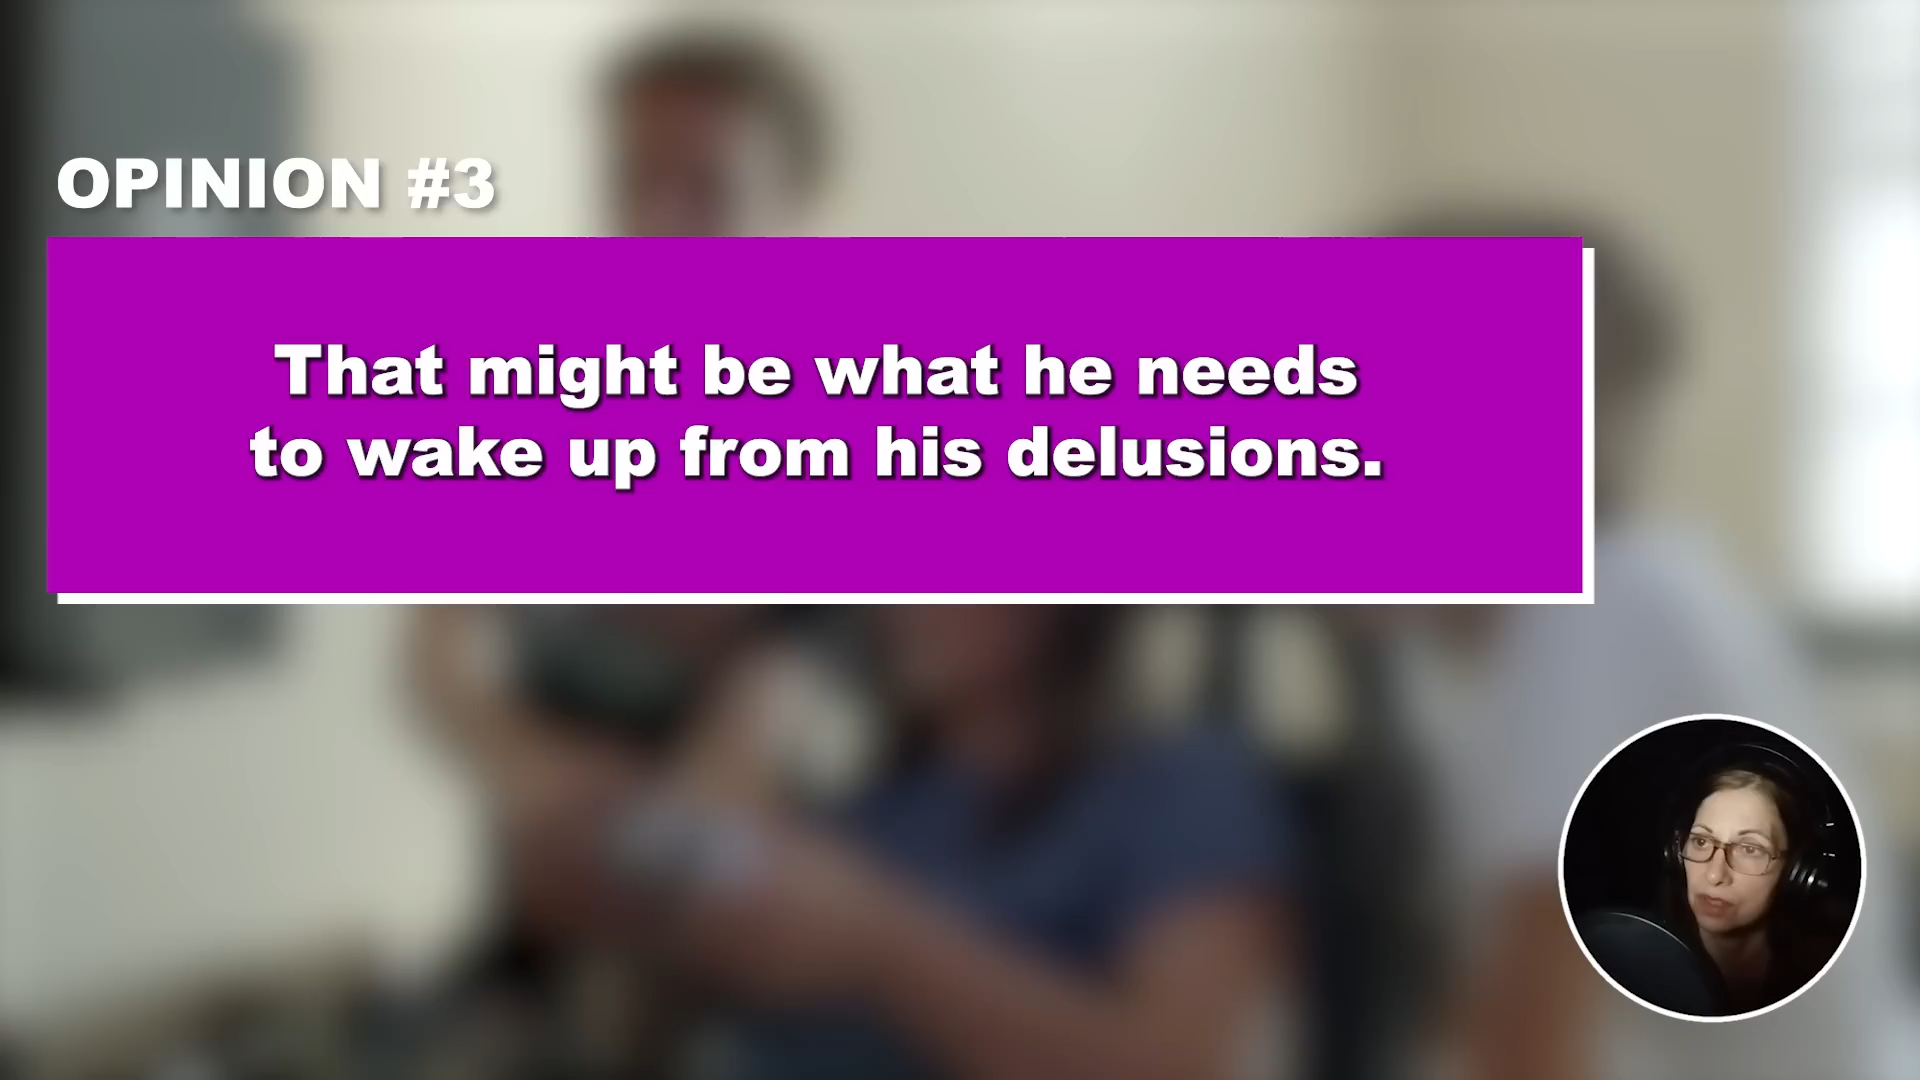 OPINION #3
That might be what he needs
to wake up from his delusions.